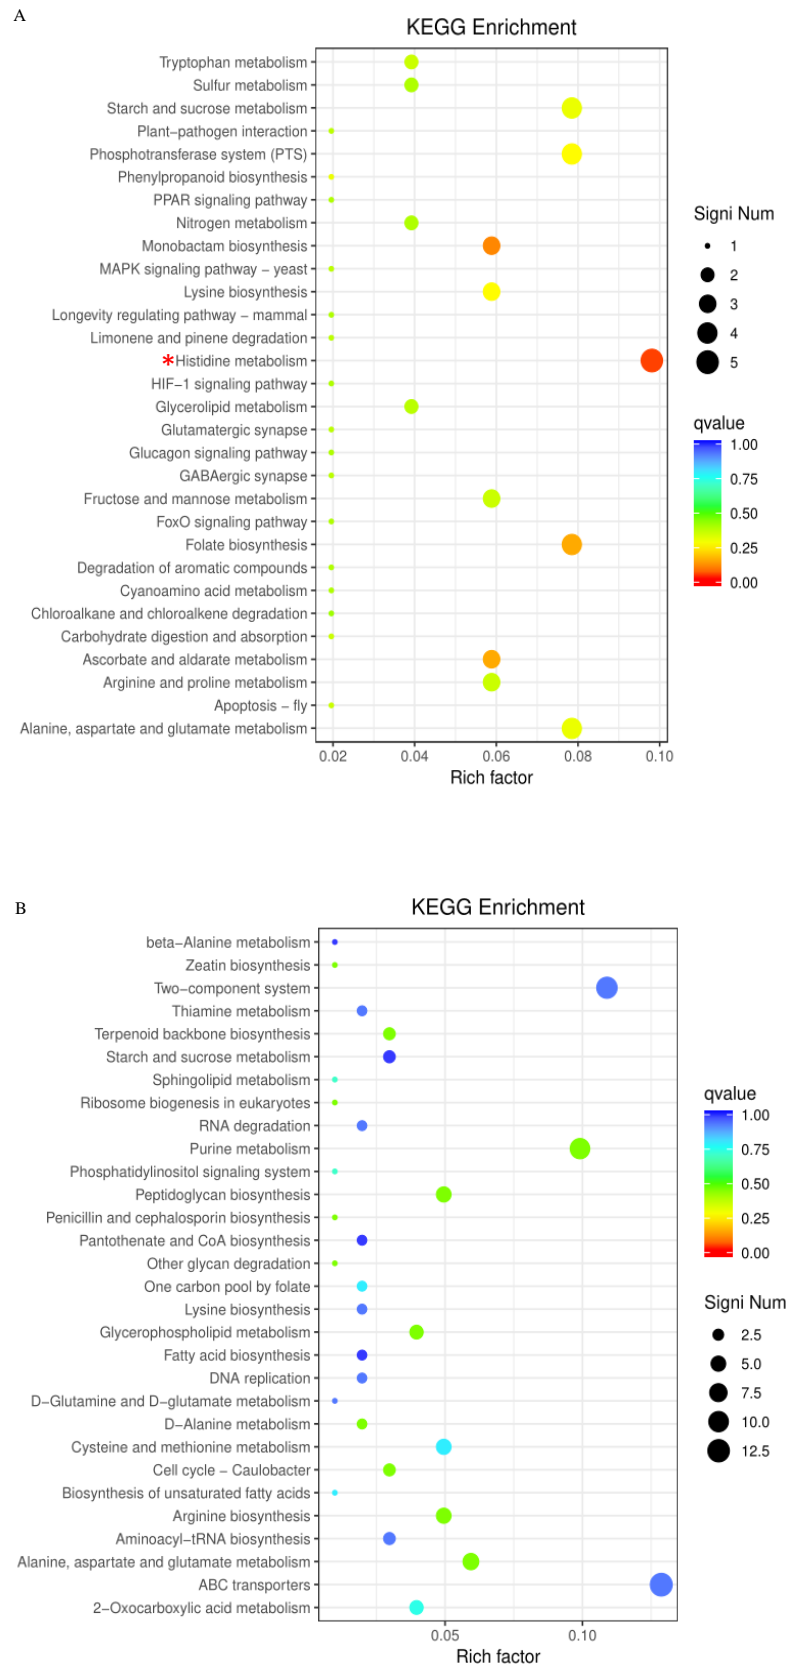 A
KEGG Enrichment
Tryptophan metabolism
Sulfur metabolism
Starch and sucrose metabolism
Plant−pathogen interaction
Phosphotransferase system (PTS)
Phenylpropanoid biosynthesis
PPAR signaling pathway
Nitrogen metabolism
Monobactam biosynthesis
MAPK signaling pathway − yeast
Lysine biosynthesis
Longevity regulating pathway − mammal
Limonene and pinene degradation
*Histidine metabolism
HIF−1 signaling pathway
Glycerolipid metabolism
Glutamatergic synapse
Glucagon signaling pathway
GABAergic synapse
Fructose and mannose metabolism
FoxO signaling pathway
Folate biosynthesis
Degradation of aromatic compounds
Cyanoamino acid metabolism
Chloroalkane and chloroalkene degradation
Carbohydrate digestion and absorption
Ascorbate and aldarate metabolism
Arginine and proline metabolism
Apoptosis − fly
Alanine, aspartate and glutamate metabolism
0.02 0.04 0.06 0.08 0.10
Rich factor
Signi Num
1
2
3
4
5
qvalue
1.00
0.75
0.50
0.25
0.00
B
KEGG Enrichment
beta−Alanine metabolism
Zeatin biosynthesis
Two−component system
Thiamine metabolism
Terpenoid backbone biosynthesis
Starch and sucrose metabolism
Sphingolipid metabolism
Ribosome biogenesis in eukaryotes
RNA degradation
Purine metabolism
Phosphatidylinositol signaling system
Peptidoglycan biosynthesis
Penicillin and cephalosporin biosynthesis
Pantothenate and CoA biosynthesis
Other glycan degradation
One carbon pool by folate
Lysine biosynthesis
Glycerophospholipid metabolism
Fatty acid biosynthesis
DNA replication
D−Glutamine and D−glutamate metabolism
D−Alanine metabolism
Cysteine and methionine metabolism
Cell cycle − Caulobacter
Biosynthesis of unsaturated fatty acids
Arginine biosynthesis
Aminoacyl−tRNA biosynthesis
Alanine, aspartate and glutamate metabolism
ABC transporters
2−Oxocarboxylic acid metabolism
0.05 0.10
Rich factor
qvalue
1.00
0.75
0.50
0.25
0.00
Signi Num
2.5
5.0
7.5
10.0
12.5